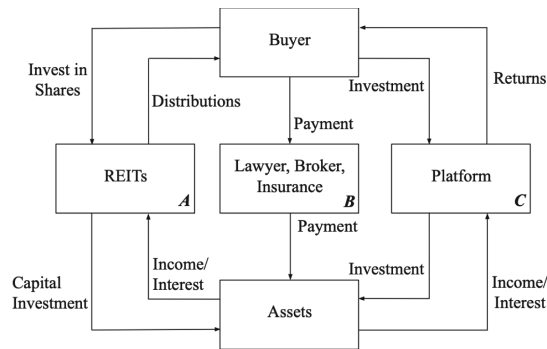 Buyer
Invest in
Shares
Distributions
Investment
Returns
Payment
REITs
A
Lawyer, Broker,
Insurance
B
Platform
C
Payment
Capital
Investment
Income/
Interest
Investment
Income/
Interest
Assets